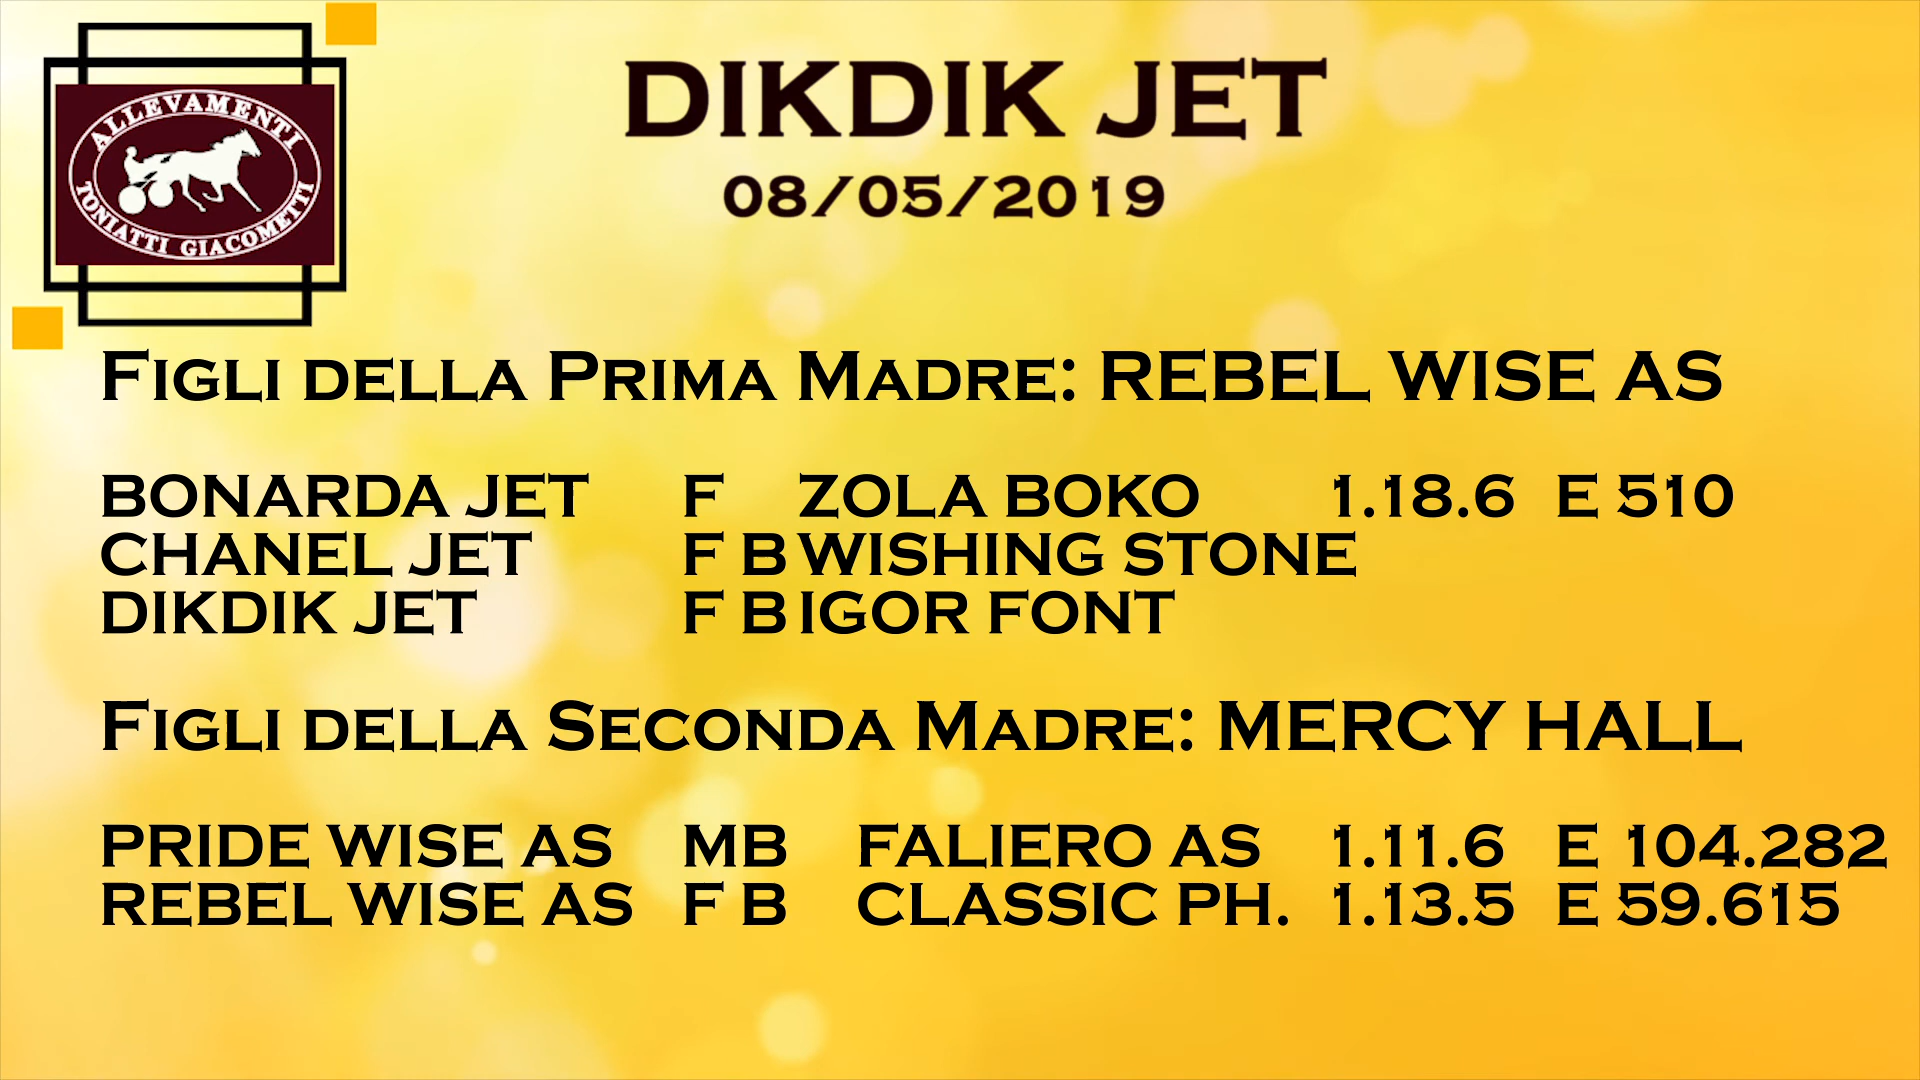 ALLEVAMENTI
TONIATTI GIACOMETTI
DIKDIK JET
08/05/2019
FIGLI DELLA PRIMA MADRE: REBEL WISE AS
BONARDA JET F ZOLA BOKO 1.18.6 E 510
CHANEL JET F B WISHING STONE
DIKDIK JET F B IGOR FONT
FIGLI DELLA SECONDA MADRE: MERCY HALL
PRIDE WISE AS MB FALIERO AS 1.11.6 E 104.282
REBEL WISE AS F B CLASSIC PH. 1.13.5 E 59.615